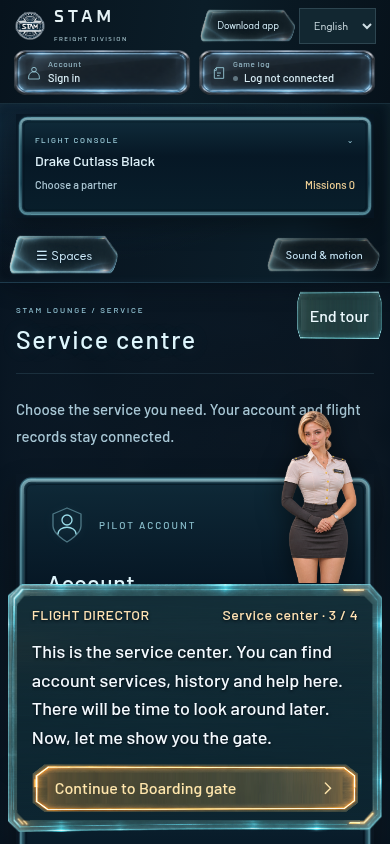 STAM
STAM
FREIGHT DIVISION
Download app
English
Account
Sign in
Game log
Log not connected
FLIGHT CONSOLE
Drake Cutlass Black
Choose a partner
Missions 0
☰ Spaces
Sound & motion
STAM LOUNGE / SERVICE
End tour
Service centre
Choose the service you need. Your account and flight
records stay connected.
PILOT ACCOUNT
Account
FLIGHT DIRECTOR
Service center · 3 / 4
This is the service center. You can find
account services, history and help here.
There will be time to look around later.
Now, let me show you the gate.
Continue to Boarding gate